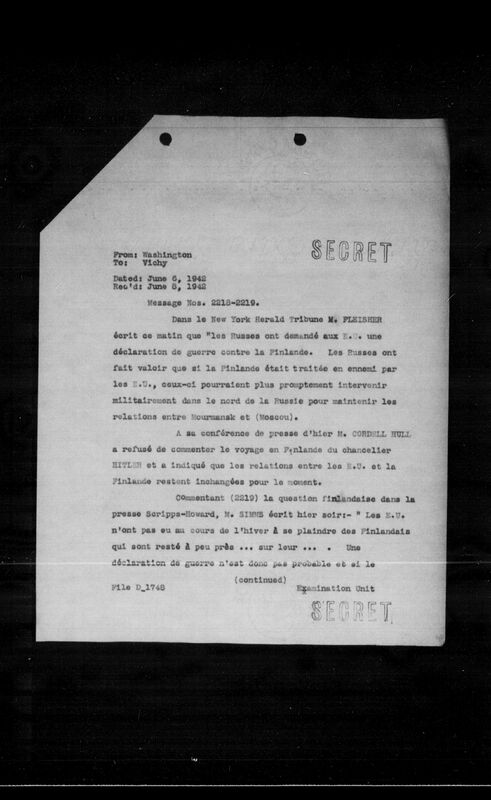 SECRET
From: Washington
To: Vichy
Dated: June 6, 1942
Rec'd: June 8, 1942
Message Nos. 2218-2219.
Dans le New York Herald Tribune M. FLEISHER
écrit ce matin que "les Russes ont demandé aux E.U. une
déclaration de guerre contre la Finlande. Les Russes ont
fait valoir que si la Finlande était traitée en ennemi par
les E.U., ceux-ci pourraient plus promptement intervenir
militairement dans le nord de la Russie pour maintenir les
relations entre Mourmansk et (Moscou).
A sa conférence de presse d'hier M. CORDELL HULL
a refusé de commenter le voyage en Finlande du chancelier
HITLER et a indiqué que les relations entre les E.U. et la
Finlande restent inchangées pour le moment.
Commentant (2219) la question finlandaise dans la
presse Scripps-Howard, M. SIMMS écrit hier soir:- " Les E.U.
n'ont pas eu au cours de l'hiver à se plaindre des Finlandais
qui sont resté à peu près ... sur leur ... . Une
déclaration de guerre n'est donc pas probable et si le
(continued)
File D_1748 Examination Unit
SECRET